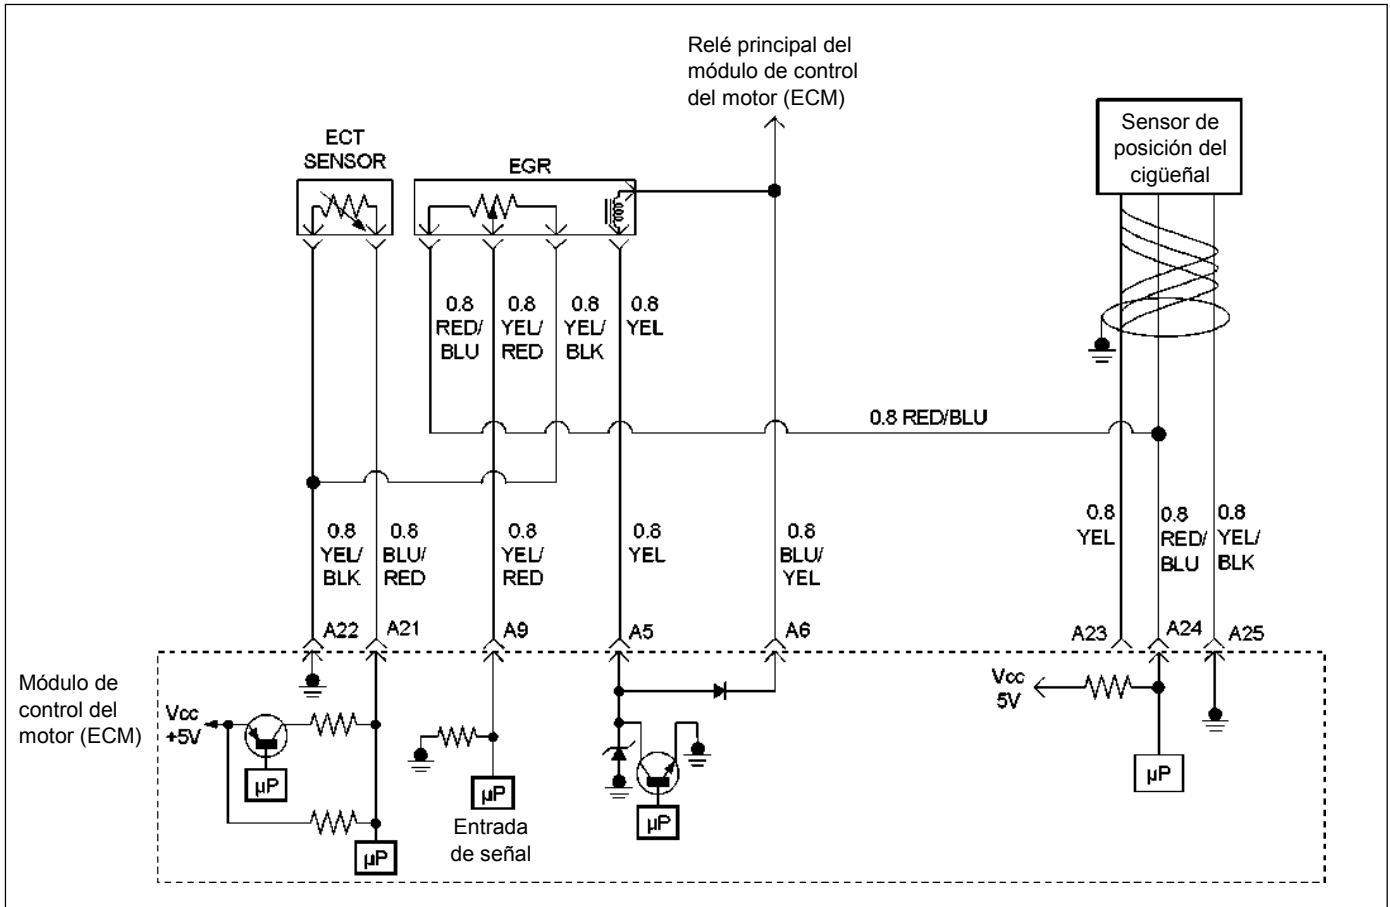 Relé principal del
módulo de control
del motor (ECM)
Sensor de
posición del
cigüeñal
ECT
SENSOR
EGR
0.8
RED/
BLU
0.8
YEL/
RED
0.8
YEL/
BLK
0.8
YEL
0.8 RED/BLU
0.8
YEL/
BLK
0.8
BLU/
RED
0.8
YEL/
RED
0.8
YEL
0.8
BLU/
YEL
0.8
YEL
0.8
RED/
BLU
0.8
YEL/
BLK
A22
A21
A9
A5
A6
A23
A24
A25
Módulo de
control del
motor (ECM)
Vcc
+5V
Vcc
5V
µP
µP
µP
Entrada
de señal
µP
µP